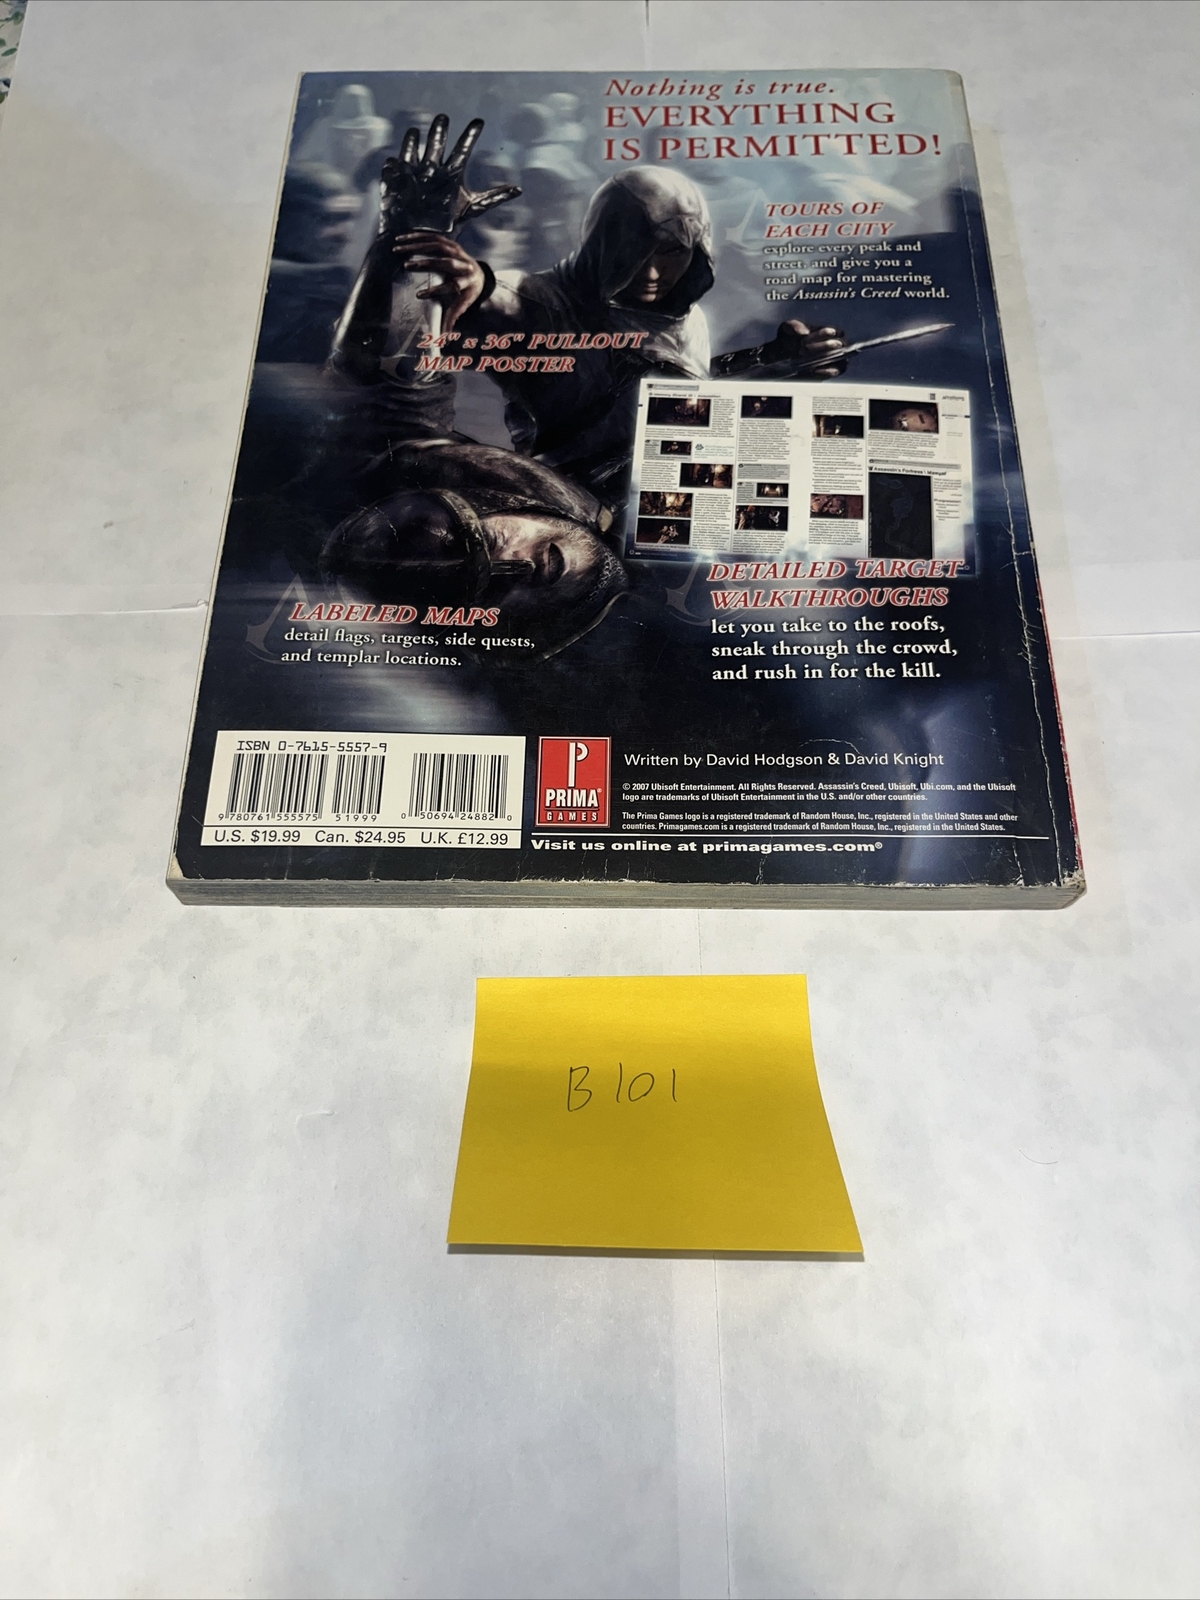 Nothing is true.
EVERYTHING
IS PERMITTED!
TOURS OF
EACH CITY
explore every peak and
street, and give you a
road map for mastering
the Assassin's Creed world.
24" x 36" PULLOUT
MAP POSTER
Assassin's Fortress \ Masyaf
DETAILED TARGET
WALKTHROUGHS
let you take to the roofs,
sneak through the crowd,
and rush in for the kill.
LABELED MAPS
detail flags, targets, side quests,
and templar locations.
ISBN 0-7615-5557-9
9 780761 555575
51999
0 50694 24882 0
U.S. $19.99 Can. $24.95 U.K. £12.99
P
PRIMA®
GAMES
Written by David Hodgson & David Knight
© 2007 Ubisoft Entertainment. All Rights Reserved. Assassin's Creed, Ubisoft, Ubi.com, and the Ubisoft
logo are trademarks of Ubisoft Entertainment in the U.S. and/or other countries.
The Prima Games logo is a registered trademark of Random House, Inc., registered in the United States and other
countries. Primagames.com is a registered trademark of Random House, Inc., registered in the United States.
Visit us online at primagames.com®
B101